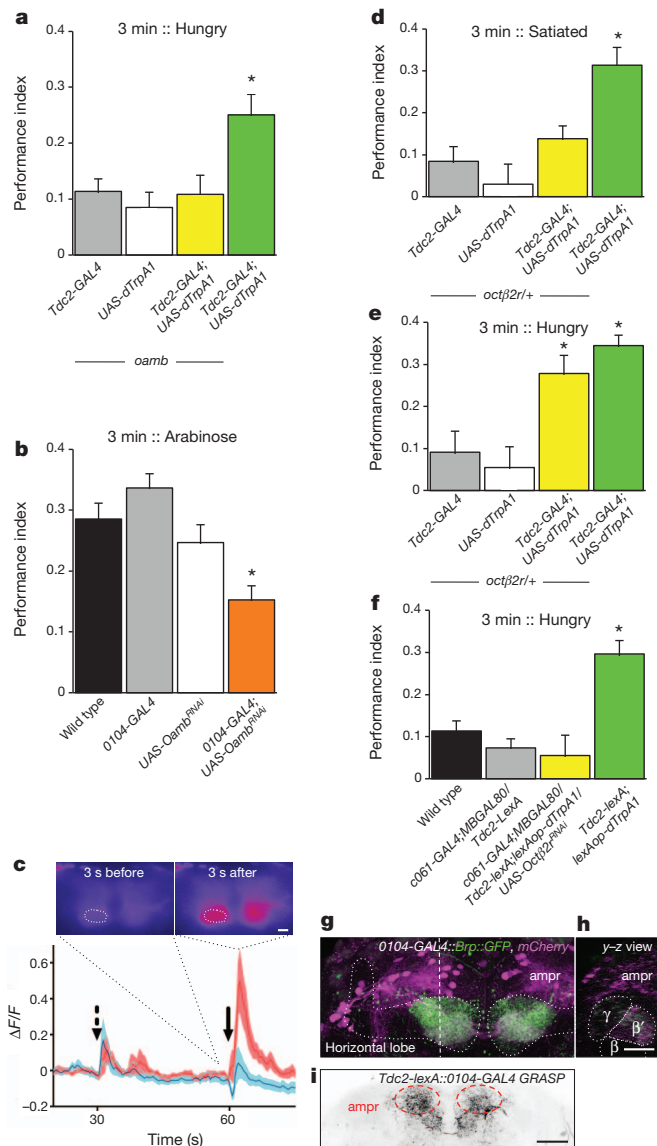 a
3 min :: Hungry
Performance index
0.4
0.3
0.2
0.1
0
*
Tdc2-GAL4
UAS-dTrpA1
Tdc2-GAL4;
UAS-dTrpA1
Tdc2-GAL4;
UAS-dTrpA1
oamb
b
3 min :: Arabinose
Performance index
0.4
0.3
0.2
0.1
0
*
Wild type
0104-GAL4
UAS-OambRNAi
0104-GAL4;
UAS-OambRNAi
c
3 s before
3 s after
ΔF/F
0.6
0.4
0.2
0
−0.2
30
60
Time (s)
d
3 min :: Satiated
Performance index
0.4
0.3
0.2
0.1
0
*
Tdc2-GAL4
UAS-dTrpA1
Tdc2-GAL4;
UAS-dTrpA1
Tdc2-GAL4;
UAS-dTrpA1
octβ2r/+
e
3 min :: Hungry
Performance index
0.4
0.3
0.2
0.1
0
*
*
Tdc2-GAL4
UAS-dTrpA1
Tdc2-GAL4;
UAS-dTrpA1
Tdc2-GAL4;
UAS-dTrpA1
octβ2r/+
f
3 min :: Hungry
Performance index
0.4
0.3
0.2
0.1
0
*
Wild type
c061-GAL4;MBGAL80/
Tdc2-LexA
c061-GAL4;MBGAL80/
Tdc2-lexA;lexAop-dTrpA1/
UAS-Octβ2rRNAi
Tdc2-lexA;
lexAop-dTrpA1
g
0104-GAL4::Brp::GFP, mCherry
ampr
Horizontal lobe
h
y–z view
ampr
γ
β′
β
i
Tdc2-lexA::0104-GAL4 GRASP
ampr